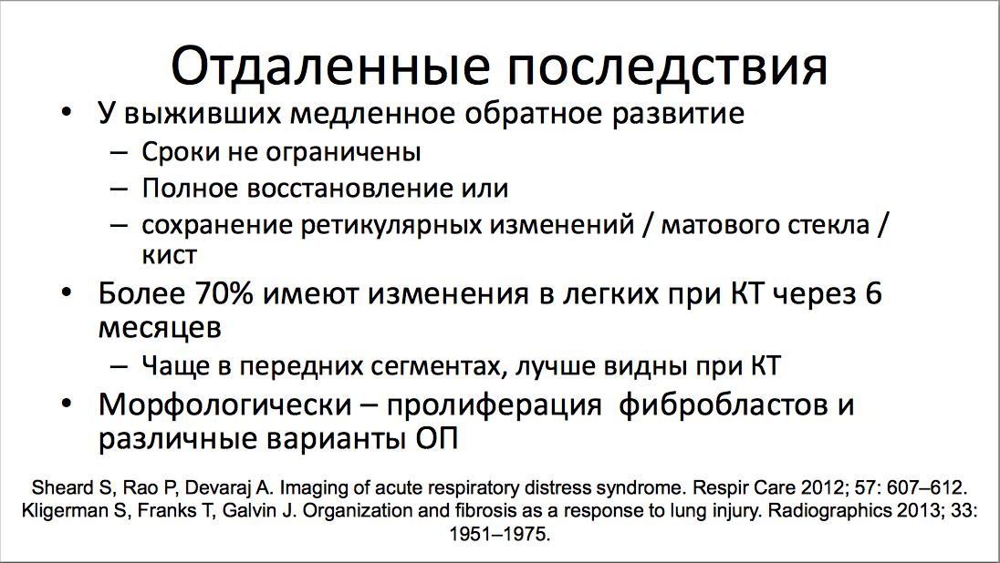 Отдаленные последствия
• У выживших медленное обратное развитие
– Сроки не ограничены
– Полное восстановление или
– сохранение ретикулярных изменений / матового стекла /
кист
• Более 70% имеют изменения в легких при КТ через 6
месяцев
– Чаще в передних сегментах, лучше видны при КТ
• Морфологически – пролиферация фибробластов и
различные варианты ОП
Sheard S, Rao P, Devaraj A. Imaging of acute respiratory distress syndrome. Respir Care 2012; 57: 607–612.
Kligerman S, Franks T, Galvin J. Organization and fibrosis as a response to lung injury. Radiographics 2013; 33:
1951–1975.